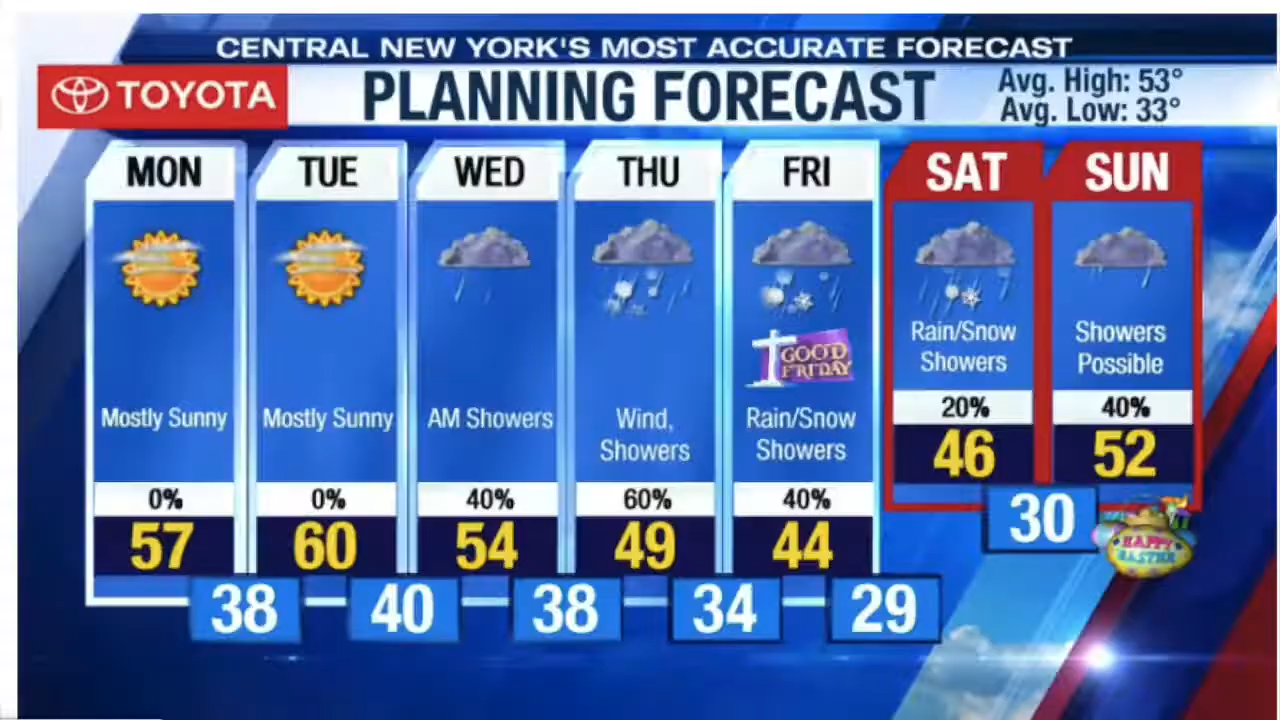 CENTRAL NEW YORK'S MOST ACCURATE FORECAST
TOYOTA
PLANNING FORECAST
Avg. High: 53°
Avg. Low: 33°
MON
Mostly Sunny
0%
57
38
TUE
Mostly Sunny
0%
60
40
WED
AM Showers
40%
54
38
THU
Wind,
Showers
60%
49
34
FRI
GOOD
FRIDAY
Rain/Snow
Showers
40%
44
29
SAT
Rain/Snow
Showers
20%
46
30
SUN
Showers
Possible
40%
52
HAPPY
EASTER